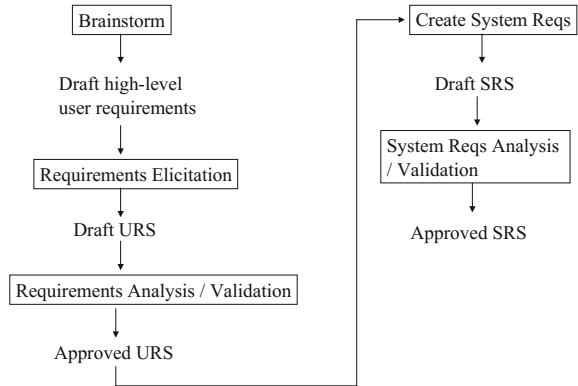 Brainstorm
Draft high-level
user requirements
Requirements Elicitation
Draft URS
Requirements Analysis / Validation
Approved URS
Create System Reqs
Draft SRS
System Reqs Analysis
/ Validation
Approved SRS